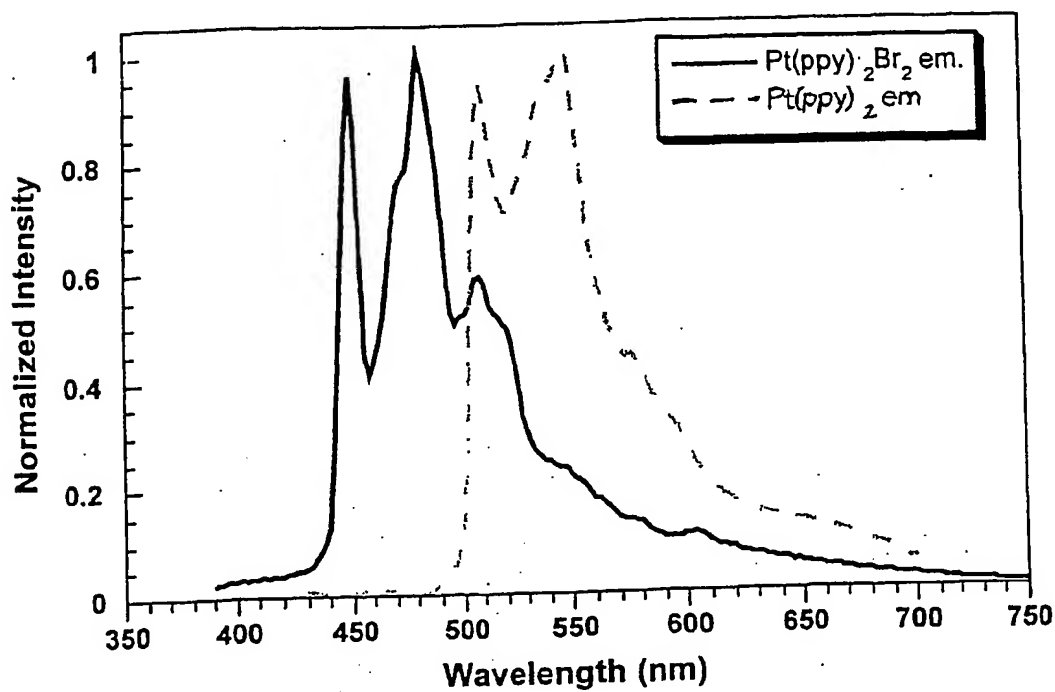 Pt(ppy)₂Br₂ em.
Pt(ppy)₂ em
Normalized Intensity
1
0.8
0.6
0.4
0.2
0
350 400 450 500 550 600 650 700 750
Wavelength (nm)